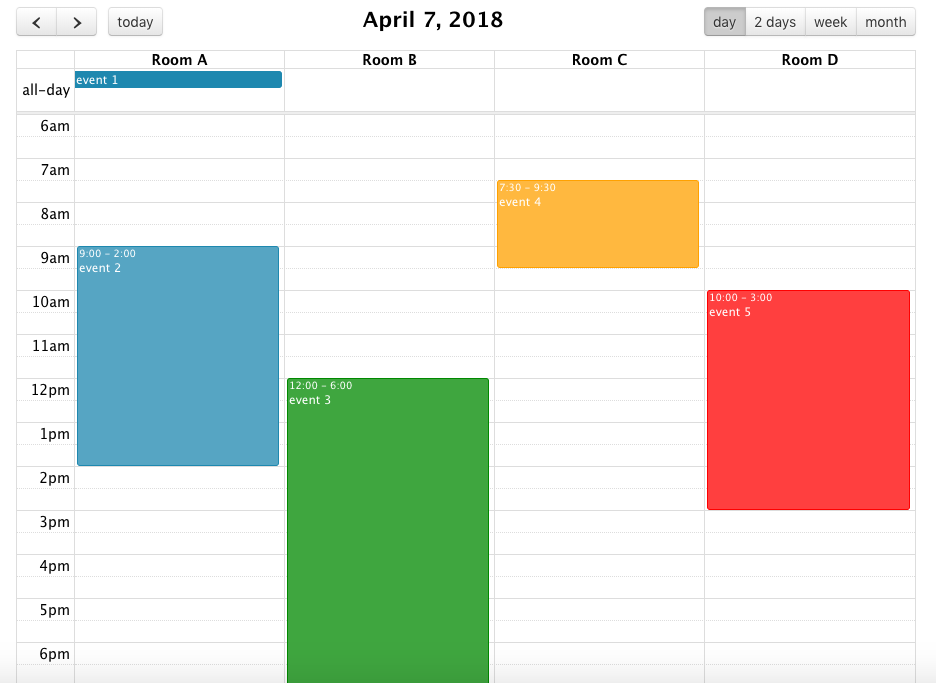 today
April 7, 2018
day 2 days week month
Room A Room B Room C Room D
all-day
event 1
6am
7am
7:30 - 9:30
event 4
8am
9:00 - 2:00
9am
event 2
10:00 - 3:00
10am
event 5
11am
12:00 - 6:00
12pm
event 3
1pm
2pm
3pm
4pm
5pm
6pm